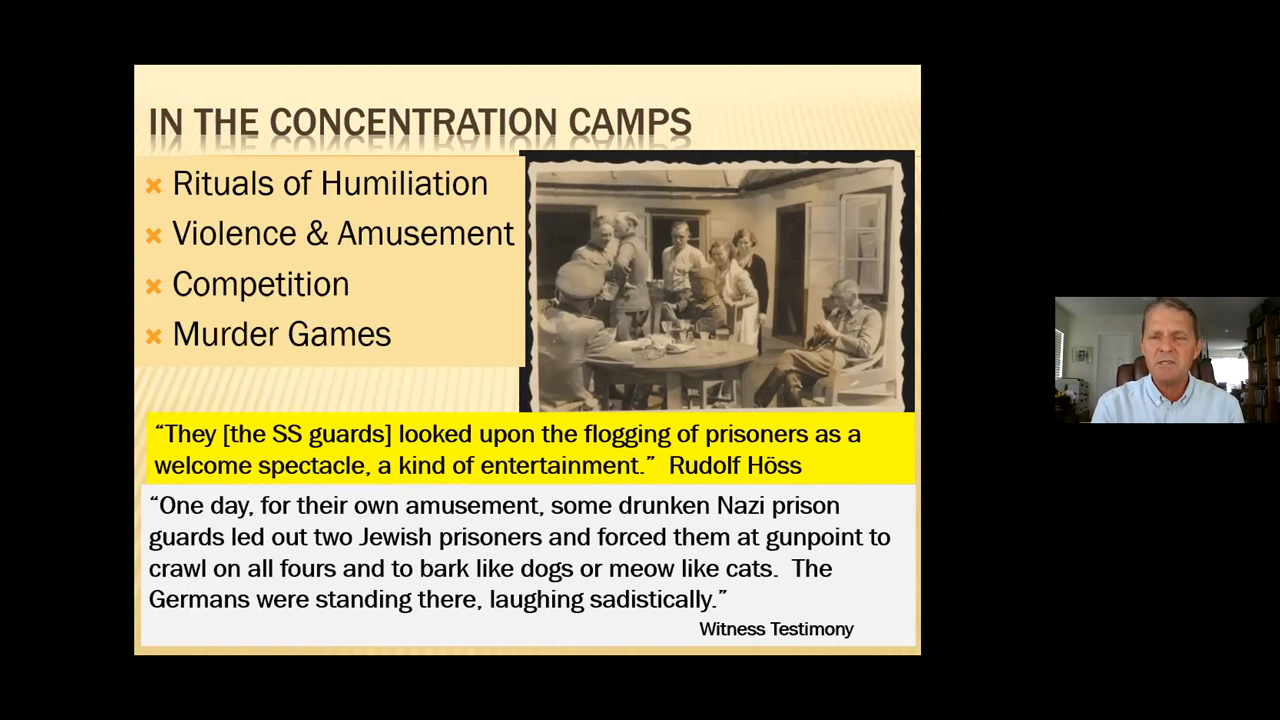 IN THE CONCENTRATION CAMPS
Rituals of Humiliation
Violence & Amusement
Competition
Murder Games
“They [the SS guards] looked upon the flogging of prisoners as a
welcome spectacle, a kind of entertainment.” Rudolf Höss
“One day, for their own amusement, some drunken Nazi prison
guards led out two Jewish prisoners and forced them at gunpoint to
crawl on all fours and to bark like dogs or meow like cats. The
Germans were standing there, laughing sadistically.”
Witness Testimony